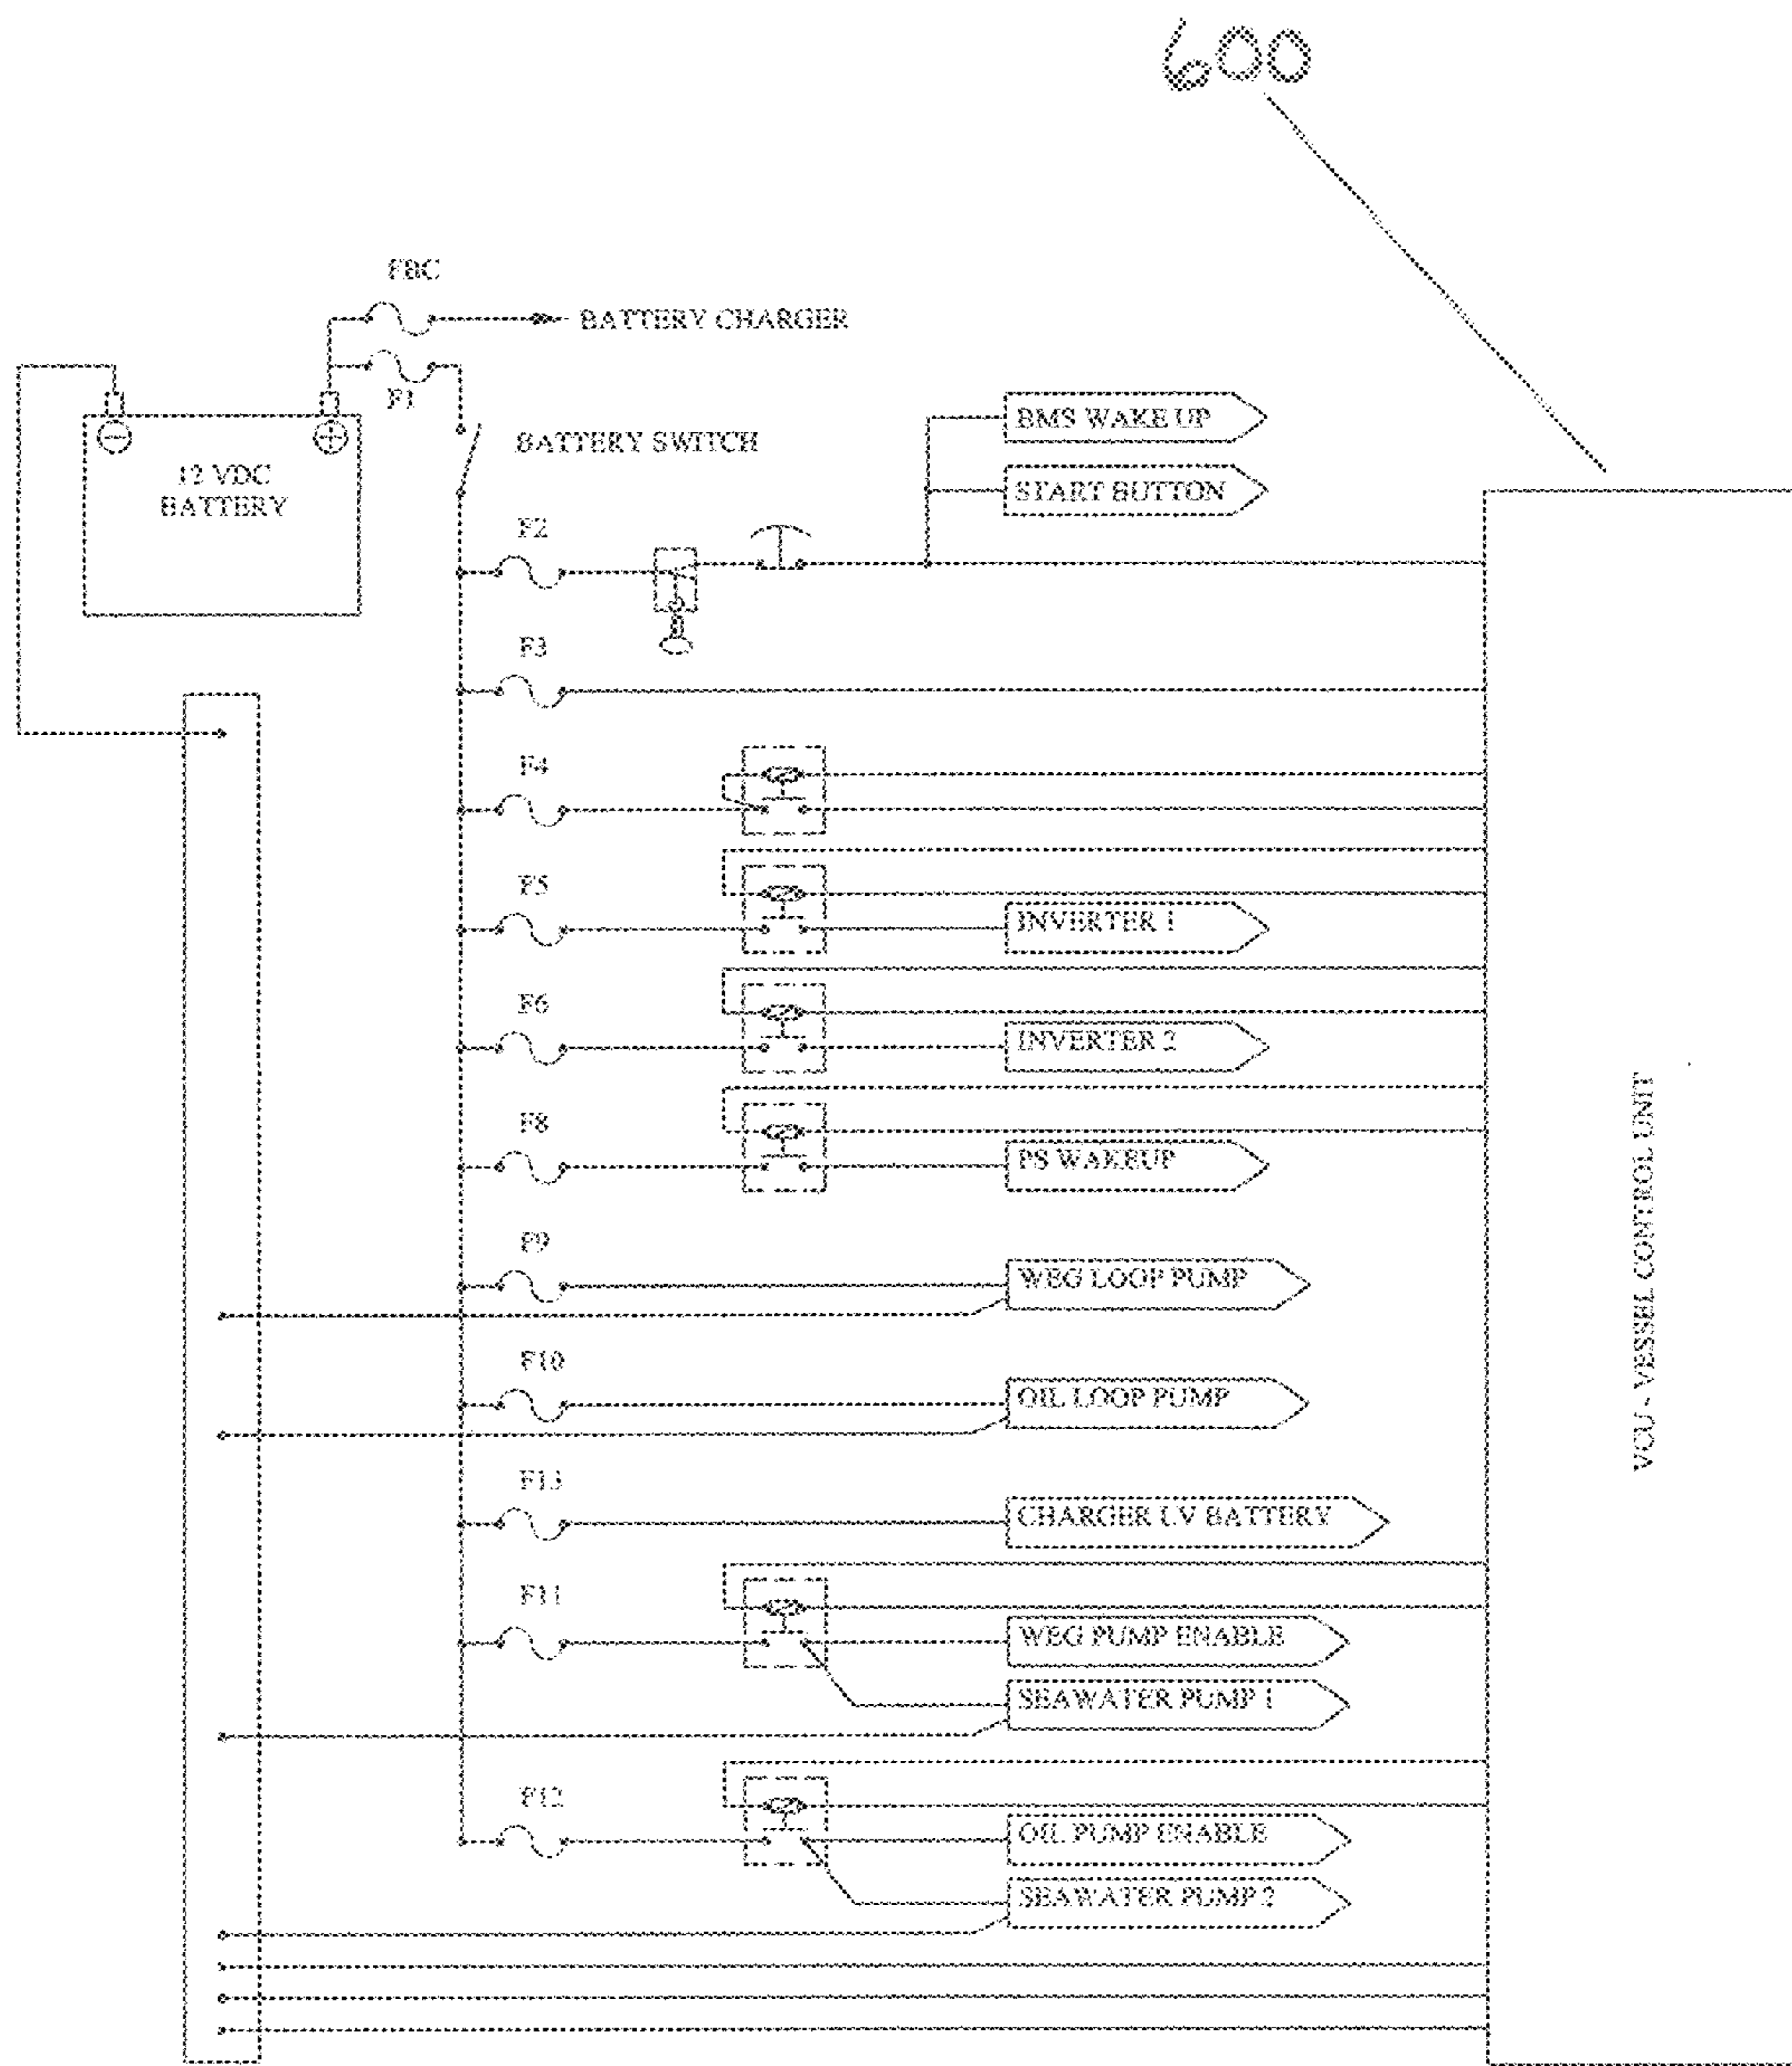 600
FBC
BATTERY CHARGER
F1
BMS WAKE UP
BATTERY SWITCH
12 VDC
BATTERY
START BUTTON
F2
F3
F4
F5
INVERTER 1
F6
INVERTER 2
F8
PS WAKEUP
F9
WEG LOOP PUMP
F10
OIL LOOP PUMP
F13
CHARGER LV BATTERY
F11
WEG PUMP ENABLE
SEAWATER PUMP 1
F12
OIL PUMP ENABLE
SEAWATER PUMP 2
VCU - VESSEL CONTROL UNIT